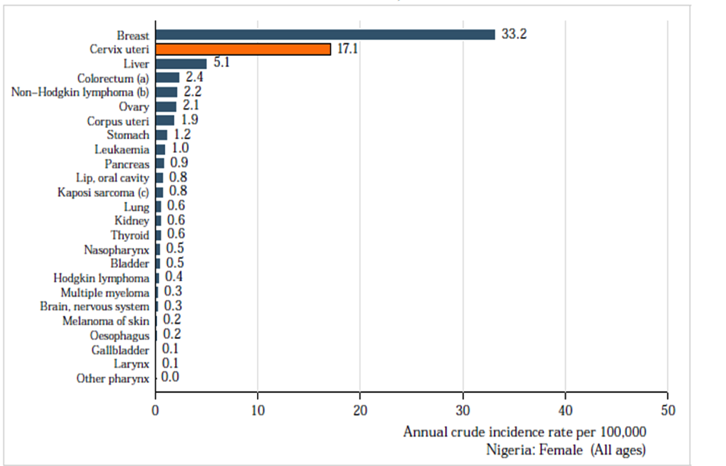 Breast 33.2
Cervix uteri 17.1
Liver 5.1
Colorectum (a) 2.4
Non-Hodgkin lymphoma (b) 2.2
Ovary 2.1
Corpus uteri 1.9
Stomach 1.2
Leukaemia 1.0
Pancreas 0.9
Lip, oral cavity 0.8
Kaposi sarcoma (c) 0.8
Lung 0.6
Kidney 0.6
Thyroid 0.6
Nasopharynx 0.5
Bladder 0.5
Hodgkin lymphoma 0.4
Multiple myeloma 0.3
Brain, nervous system 0.3
Melanoma of skin 0.2
Oesophagus 0.2
Gallbladder 0.1
Larynx 0.1
Other pharynx 0.0
0 10 20 30 40 50
Annual crude incidence rate per 100,000
Nigeria: Female (All ages)